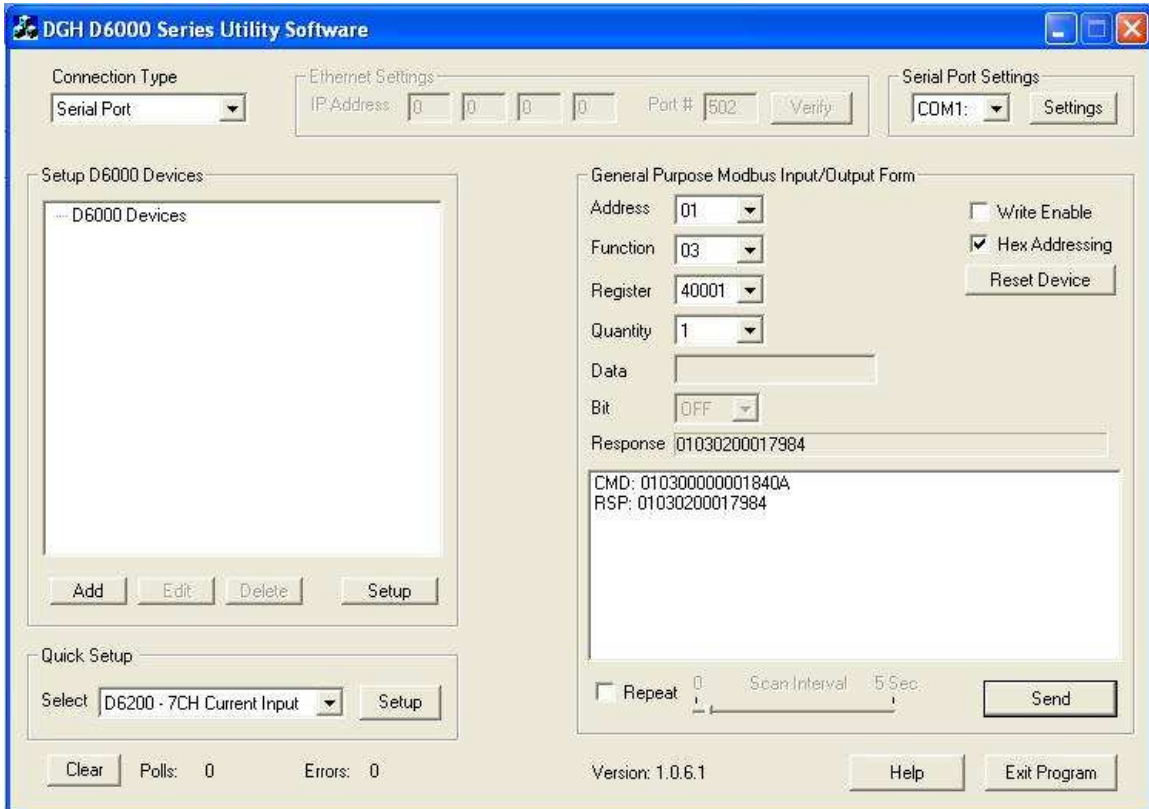 DGH D6000 Series Utility Software
Connection Type
Serial Port
Ethernet Settings
IP Address 0 0 0 0 Port # 502 Verify
Serial Port Settings
COM1: Settings
Setup D6000 Devices
D6000 Devices
Add Edit Delete Setup
Quick Setup
Select D6200 - 7CH Current Input Setup
Clear Polls: 0 Errors: 0
General Purpose Modbus Input/Output Form
Address 01 Write Enable
Function 03 Hex Addressing
Register 40001 Reset Device
Quantity 1
Data
Bit OFF
Response 01030200017984
CMD: 010300000001840A
RSP: 01030200017984
Repeat 0 Scan Interval 5 Sec. Send
Version: 1.0.6.1 Help Exit Program